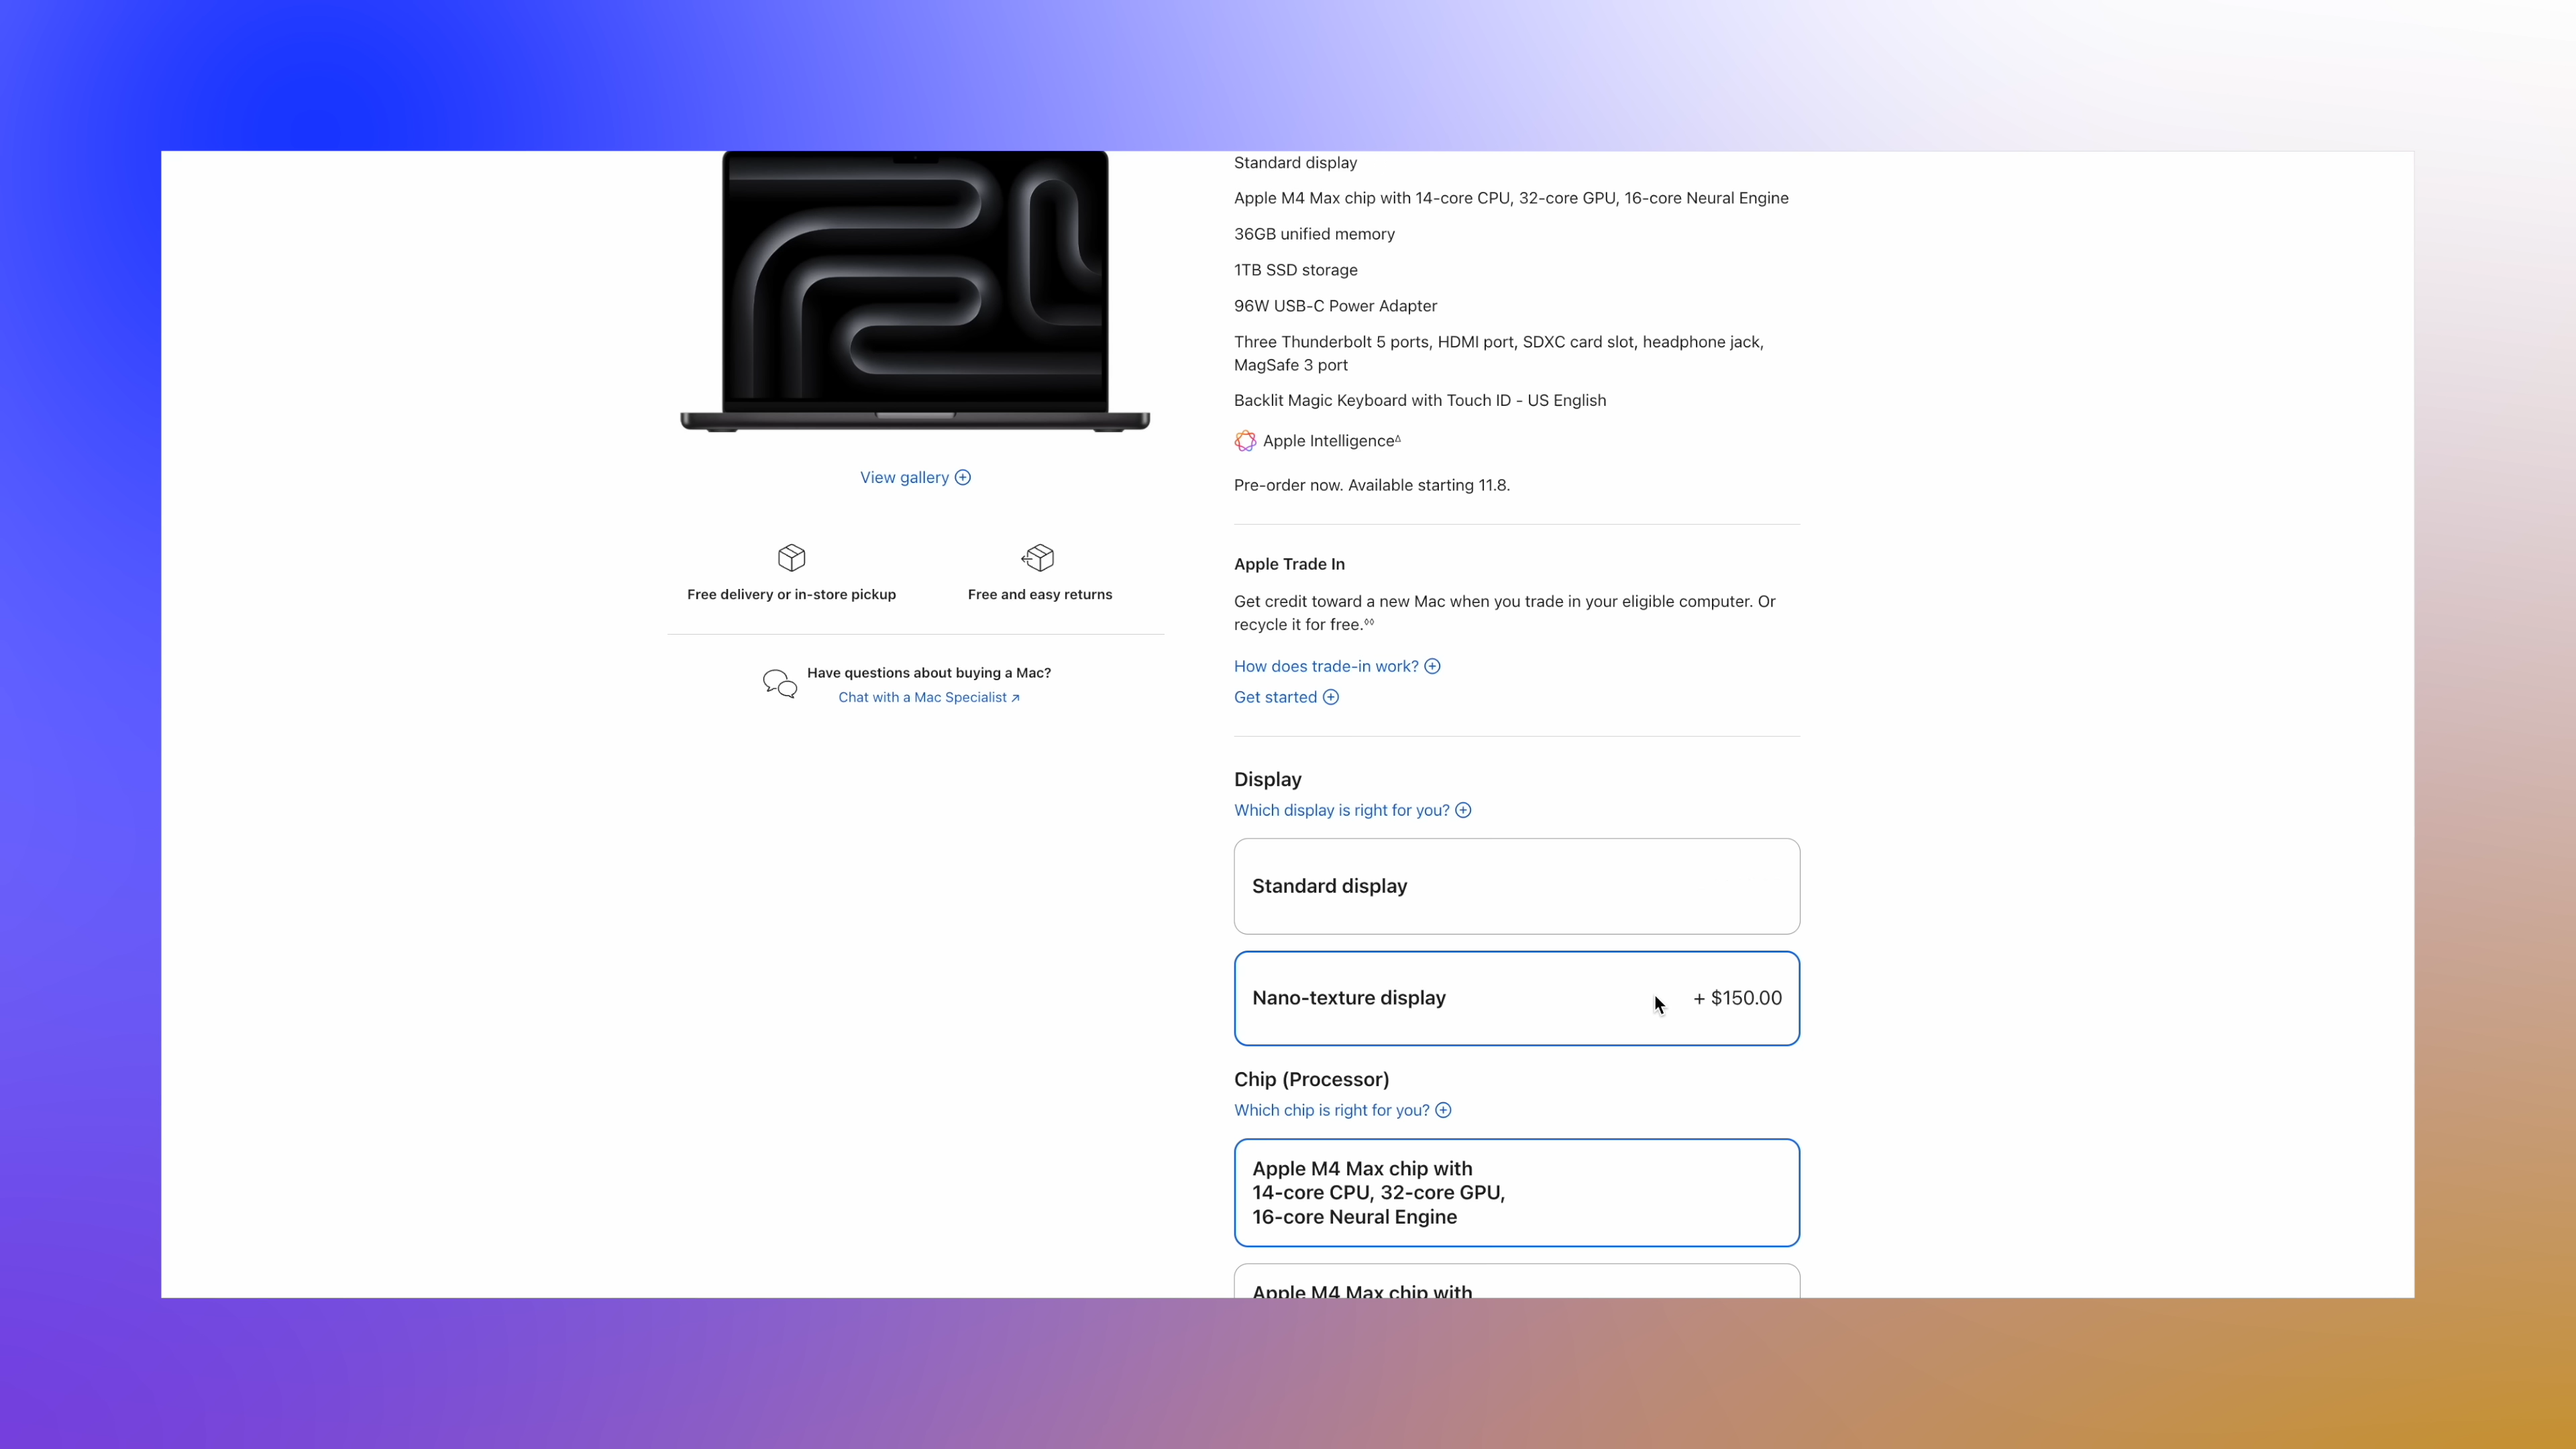 Standard display
Apple M4 Max chip with 14-core CPU, 32-core GPU, 16-core Neural Engine
36GB unified memory
1TB SSD storage
96W USB-C Power Adapter
Three Thunderbolt 5 ports, HDMI port, SDXC card slot, headphone jack,
MagSafe 3 port
Backlit Magic Keyboard with Touch ID - US English
Apple Intelligence∆
Pre-order now. Available starting 11.8.
View gallery
Free delivery or in-store pickup
Free and easy returns
Have questions about buying a Mac?
Chat with a Mac Specialist ↗
Apple Trade In
Get credit toward a new Mac when you trade in your eligible computer. Or
recycle it for free.◊◊
How does trade-in work?
Get started
Display
Which display is right for you?
Standard display
Nano-texture display + $150.00
Chip (Processor)
Which chip is right for you?
Apple M4 Max chip with
14-core CPU, 32-core GPU,
16-core Neural Engine
Apple M4 Max chip with